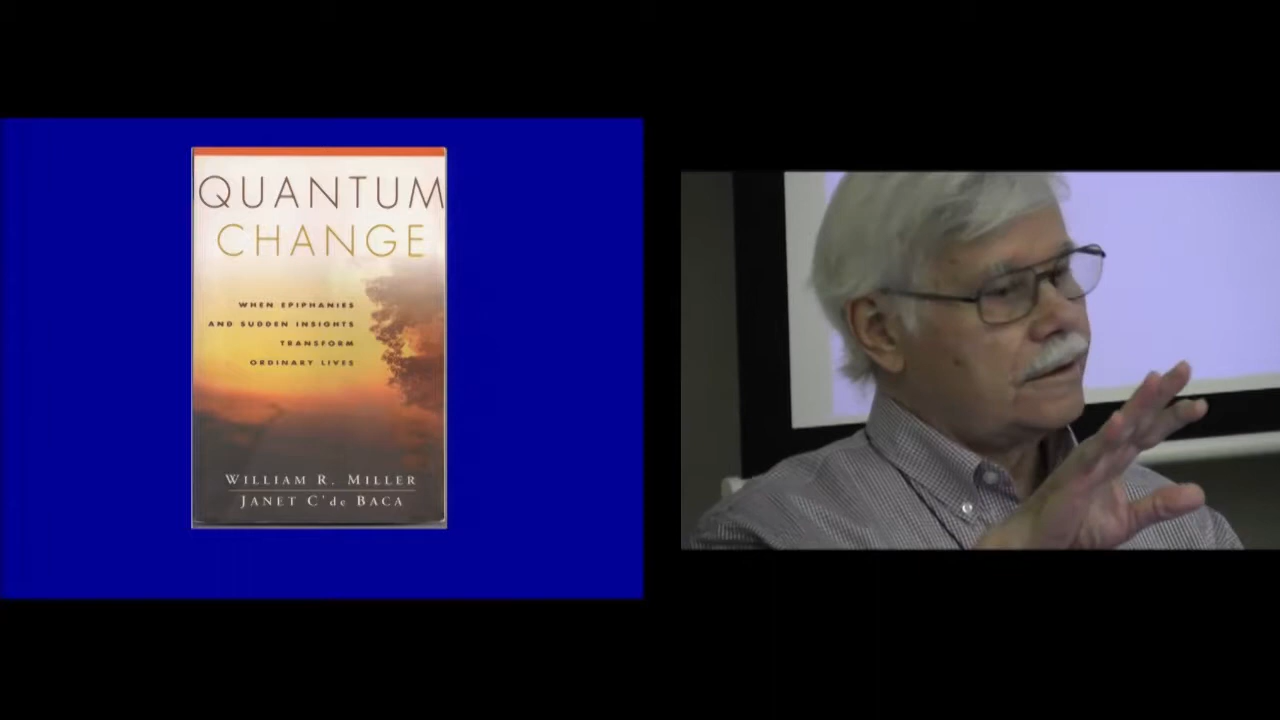 QUANTUM
CHANGE
WHEN EPIPHANIES
AND SUDDEN INSIGHTS
TRANSFORM
ORDINARY LIVES
WILLIAM R. MILLER
JANET C'de BACA